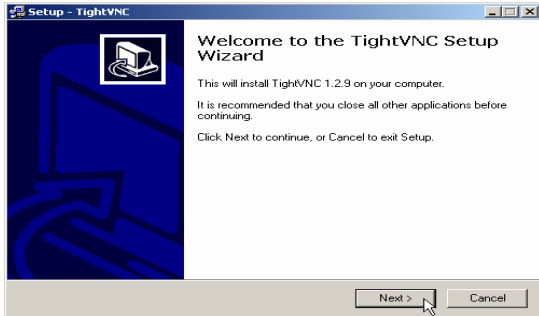 Setup - TightVNC
Welcome to the TightVNC Setup
Wizard
This will install TightVNC 1.2.9 on your computer.
It is recommended that you close all other applications before
continuing.
Click Next to continue, or Cancel to exit Setup.
Next >
Cancel